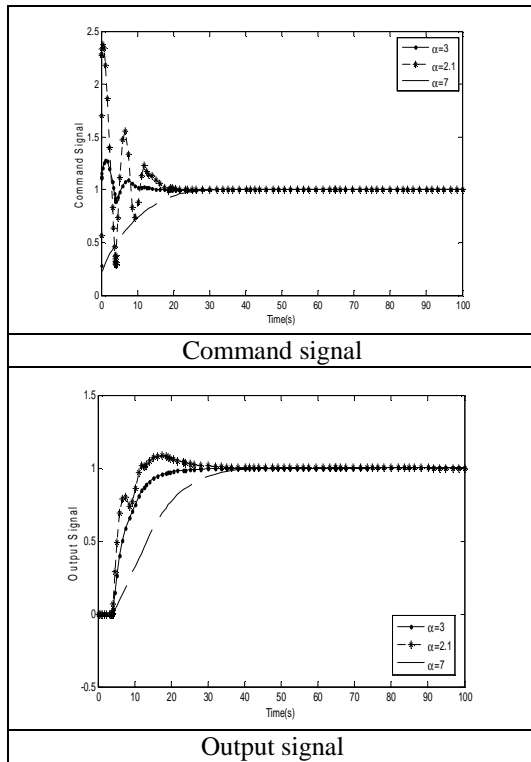 2.5
2
1.5
1
0.5
0
Command Signal
α=3
α=2.1
α=7
0 10 20 30 40 50 60 70 80 90 100
Time(s)
Command signal
1.5
1
0.5
0
-0.5
Output Signal
α=3
α=2.1
α=7
0 10 20 30 40 50 60 70 80 90 100
Time(s)
Output signal